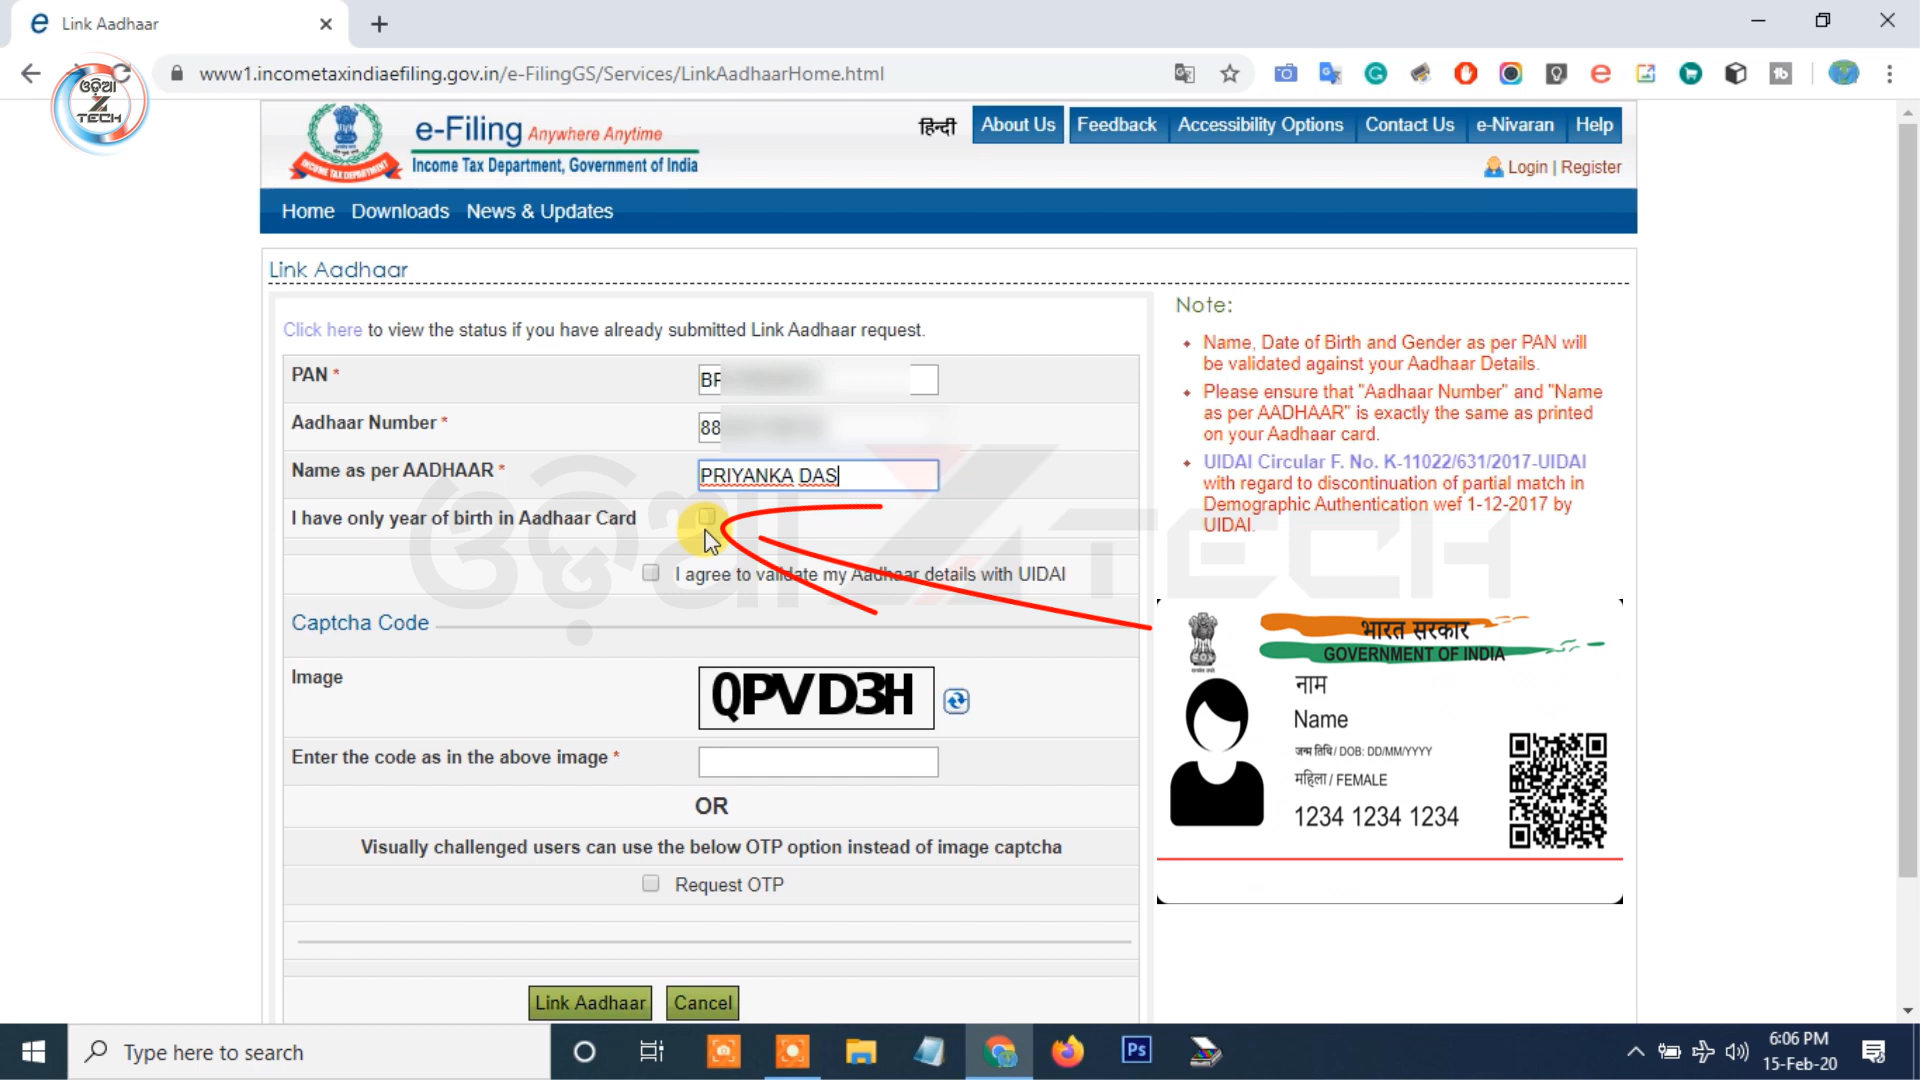 Link Aadhaar
www1.incometaxindiaefiling.gov.in/e-FilingGS/Services/LinkAadhaarHome.html
ଓଡ଼ିଆ
Z
TECH
e-Filing Anywhere Anytime
Income Tax Department, Government of India
INCOME TAX DEPARTMENT
हिन्दी About Us Feedback Accessibility Options Contact Us e-Nivaran Help
Login | Register
Home Downloads News & Updates
Link Aadhaar
Click here to view the status if you have already submitted Link Aadhaar request.
PAN * BP
Aadhaar Number * 88
Name as per AADHAAR * PRIYANKA DAS
I have only year of birth in Aadhaar Card
I agree to validate my Aadhaar details with UIDAI
ଓଡ଼ିଆ Z TECH
Captcha Code
Image QPVD3H
Enter the code as in the above image *
OR
Visually challenged users can use the below OTP option instead of image captcha
Request OTP
Link Aadhaar Cancel
Note:
Name, Date of Birth and Gender as per PAN will
be validated against your Aadhaar Details.
Please ensure that "Aadhaar Number" and "Name
as per AADHAAR" is exactly the same as printed
on your Aadhaar card.
UIDAI Circular F. No. K-11022/631/2017-UIDAI
with regard to discontinuation of partial match in
Demographic Authentication wef 1-12-2017 by
UIDAI.
भारत सरकार
GOVERNMENT OF INDIA
नाम
Name
जन्म तिथि / DOB: DD/MM/YYYY
महिला / FEMALE
1234 1234 1234
Type here to search
Ps
6:06 PM
15-Feb-20